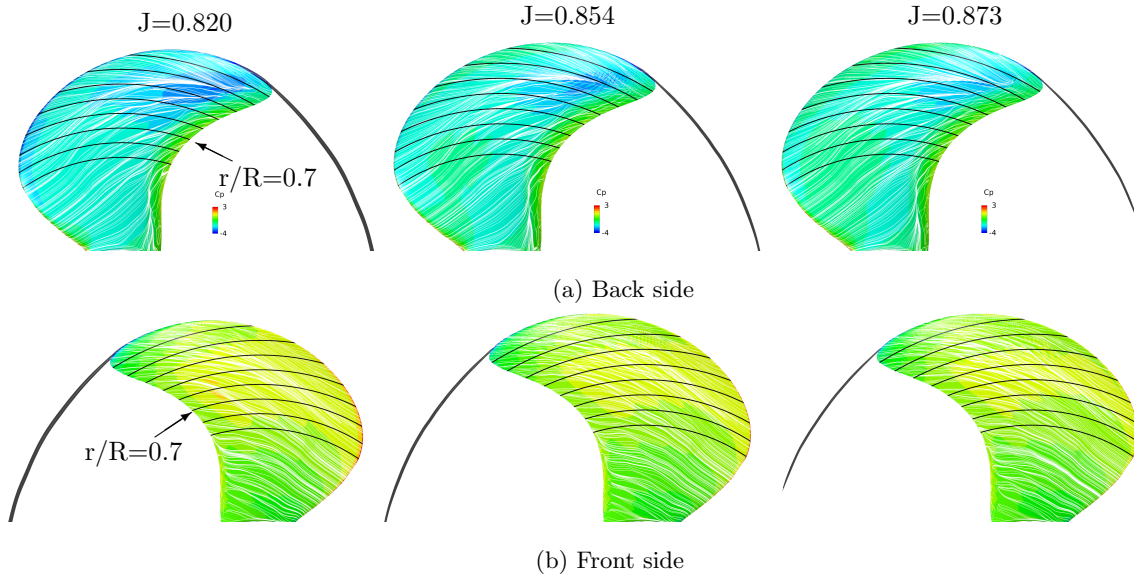 J=0.820 J=0.854 J=0.873
r/R=0.7
Cp Cp Cp
3 3 3
-4 -4 -4
(a) Back side
r/R=0.7
(b) Front side